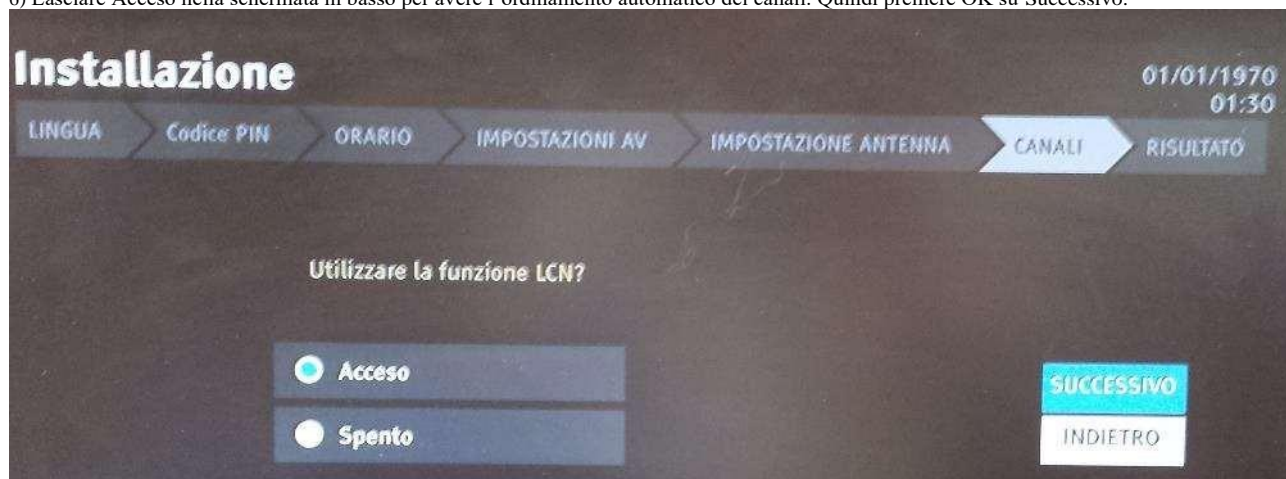 6) Lasciare Acceso nella schermata in basso per avere l'ordinamento automatico dei canali. Quindi premere OK su Successivo.
Installazione
01/01/1970
01:30
LINGUA Codice PIN ORARIO IMPOSTAZIONI AV IMPOSTAZIONE ANTENNA CANALI RISULTATO
Utilizzare la funzione LCN?
Acceso
Spento
SUCCESSIVO
INDIETRO